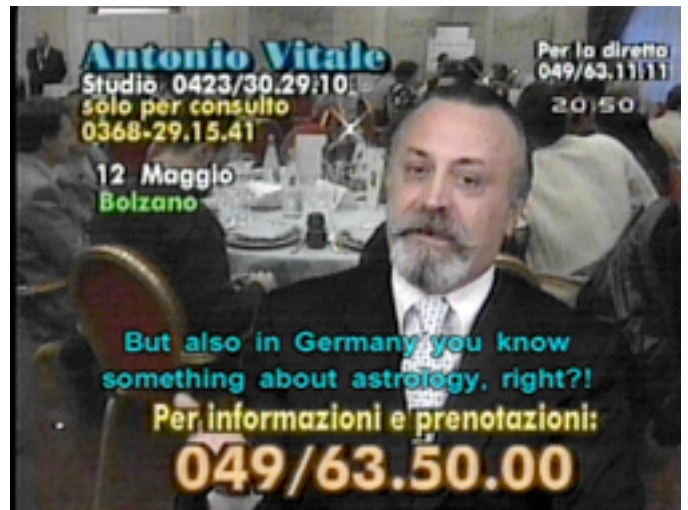 Antonio Vitale
Studio 0423/30.29.10
solo per consulto
0368-29.15.41
12 Maggio
Bolzano
Per la diretta
049/63.11.11
20:50
But also in Germany you know
something about astrology, right?!
Per informazioni e prenotazioni:
049/63.50.00